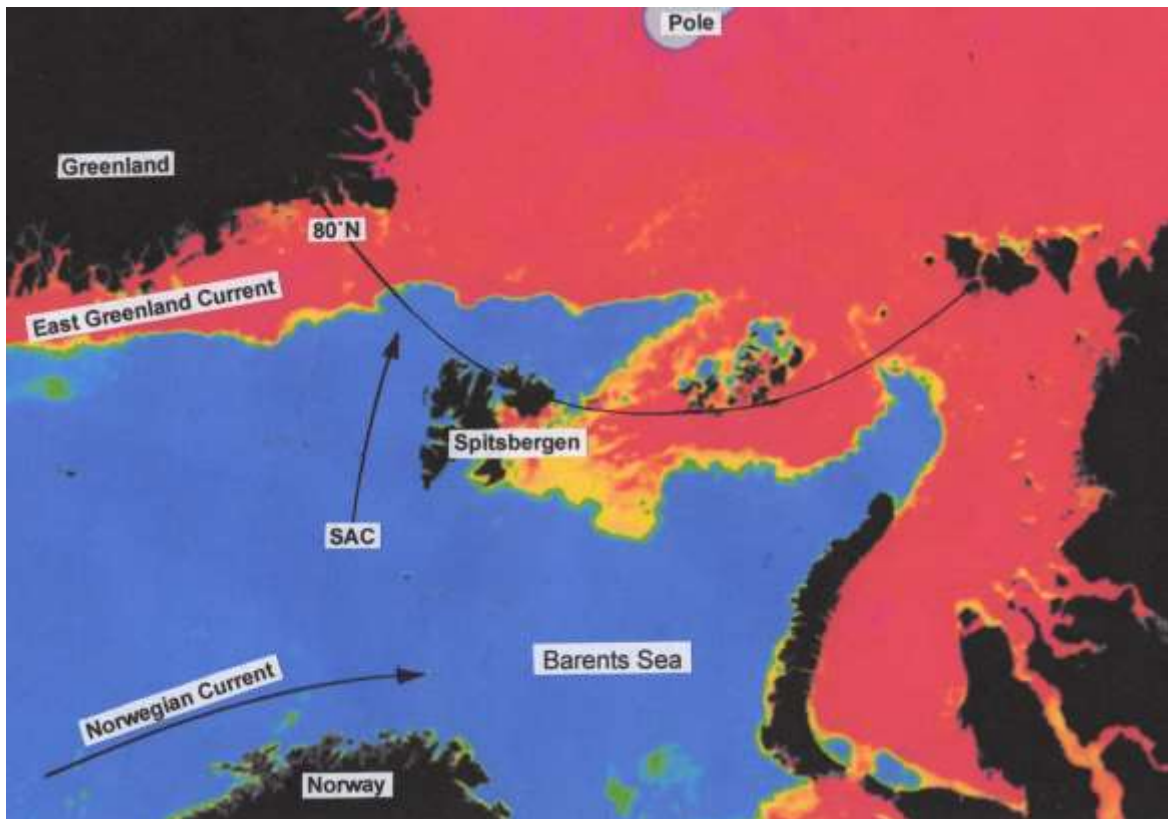 Pole
Greenland
80°N
East Greenland Current
Spitsbergen
SAC
Barents Sea
Norwegian Current
Norway